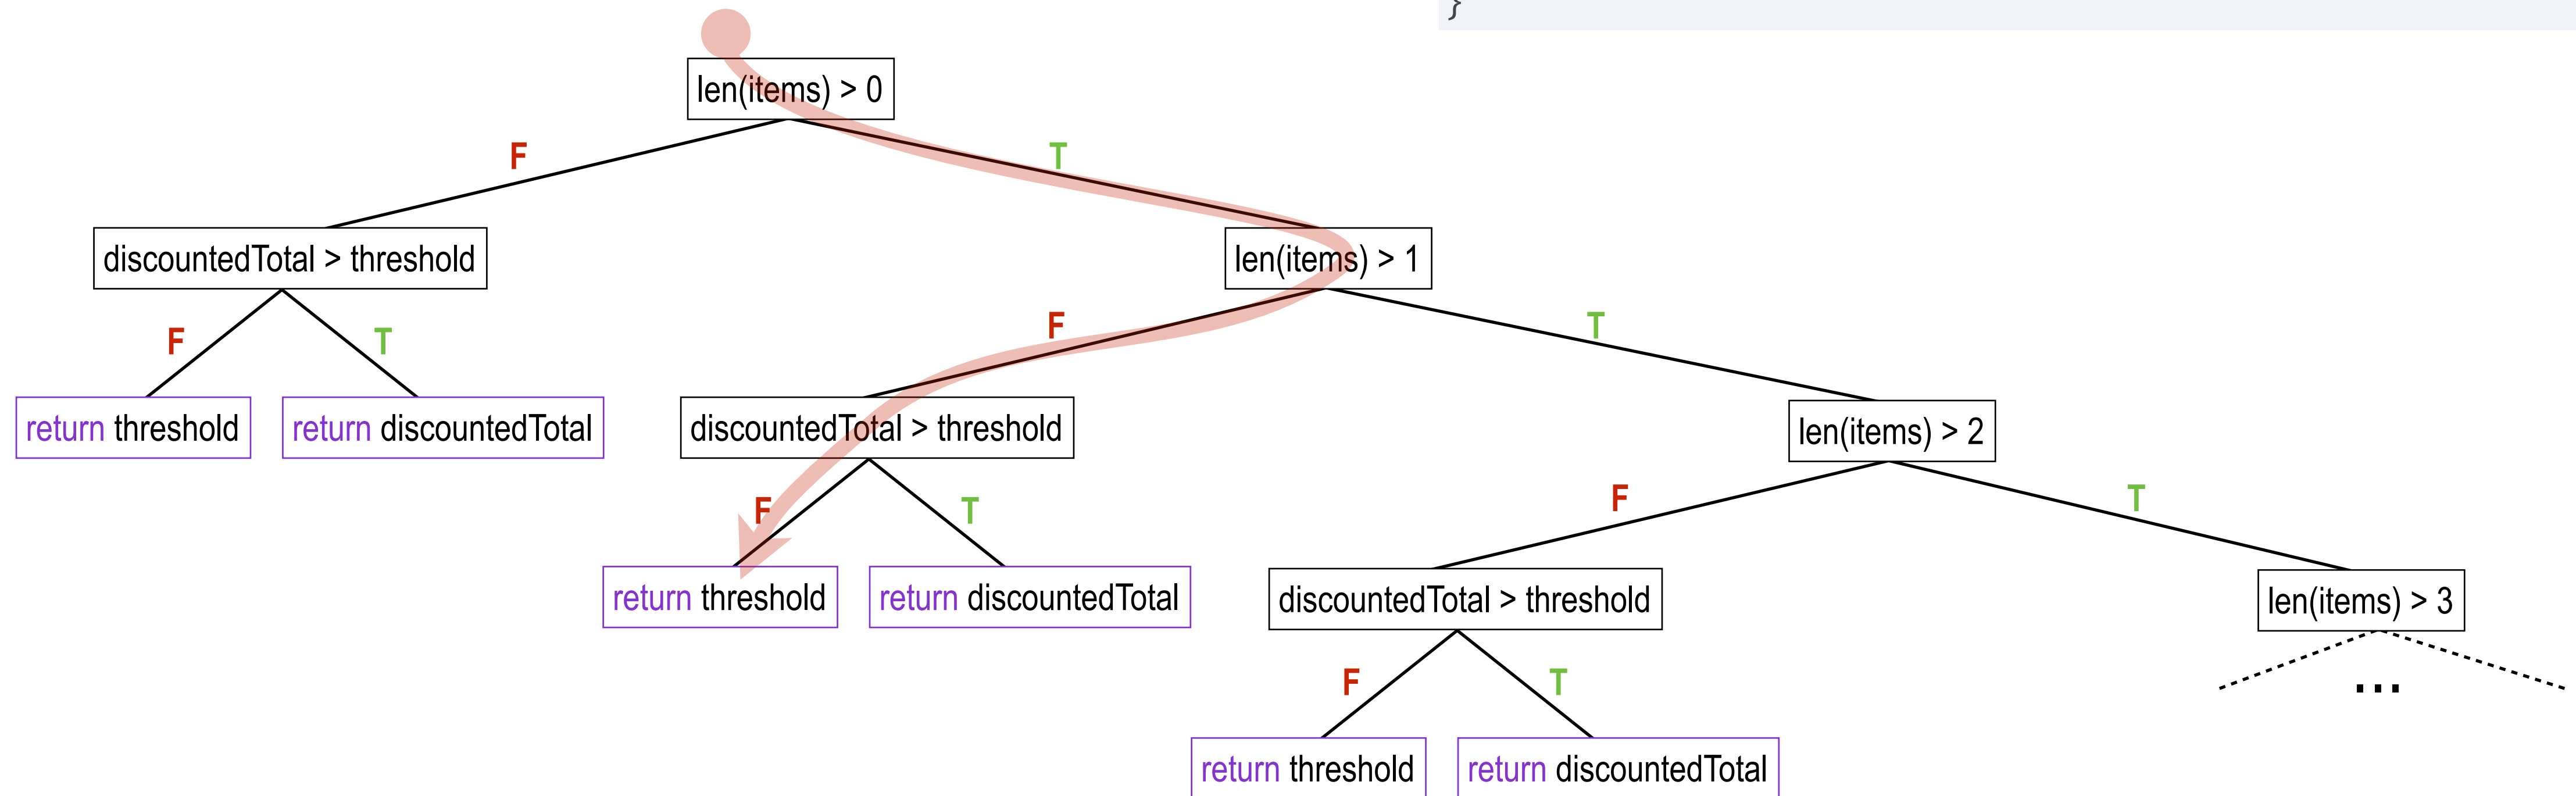 }
len(items) > 0
F
T
discountedTotal > threshold
len(items) > 1
F
T
F
T
return threshold
return discountedTotal
discountedTotal > threshold
len(items) > 2
F
T
F
T
return threshold
return discountedTotal
discountedTotal > threshold
len(items) > 3
F
T
...
return threshold
return discountedTotal